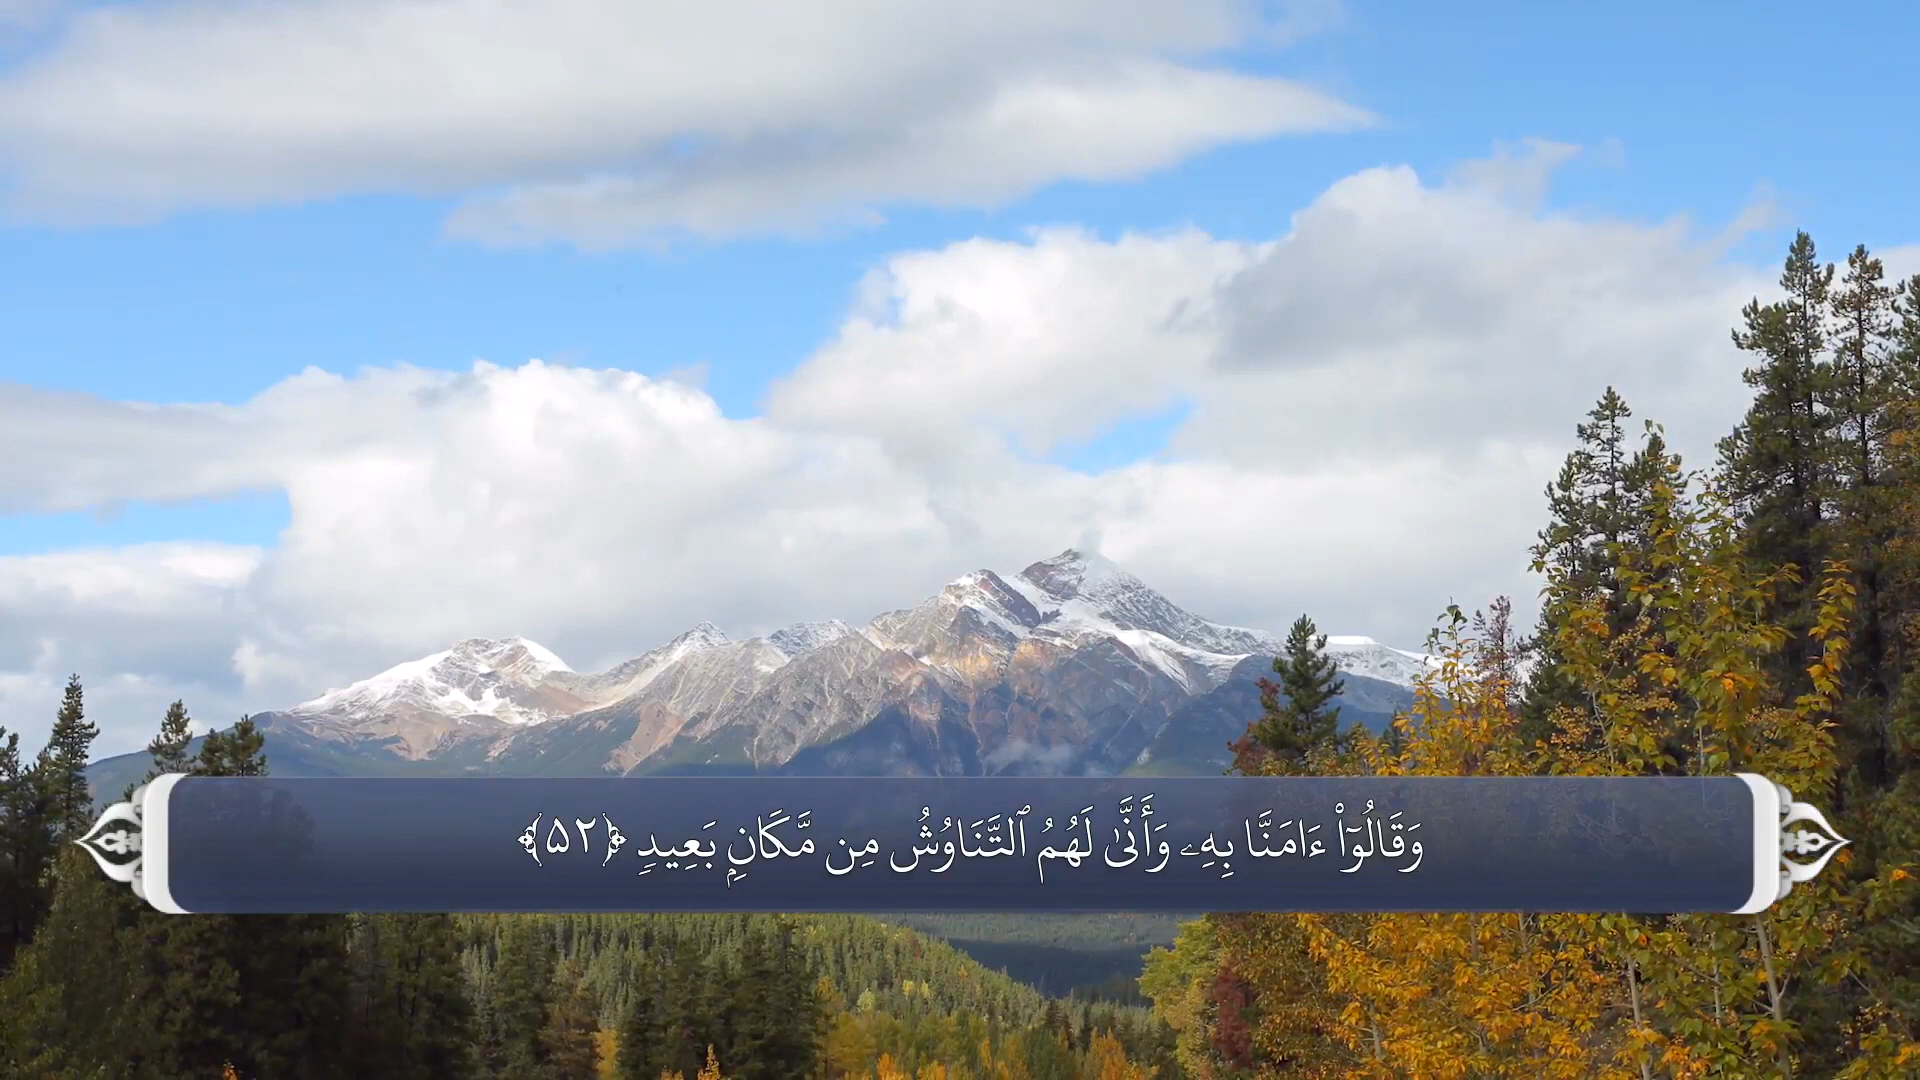 وَقَالُوٓا۟ ءَامَنَّا بِهِۦ وَأَنَّىٰ لَهُمُ ٱلتَّنَاوُشُ مِن مَّكَانٍۭ بَعِيدٍ ﴿٥٢﴾